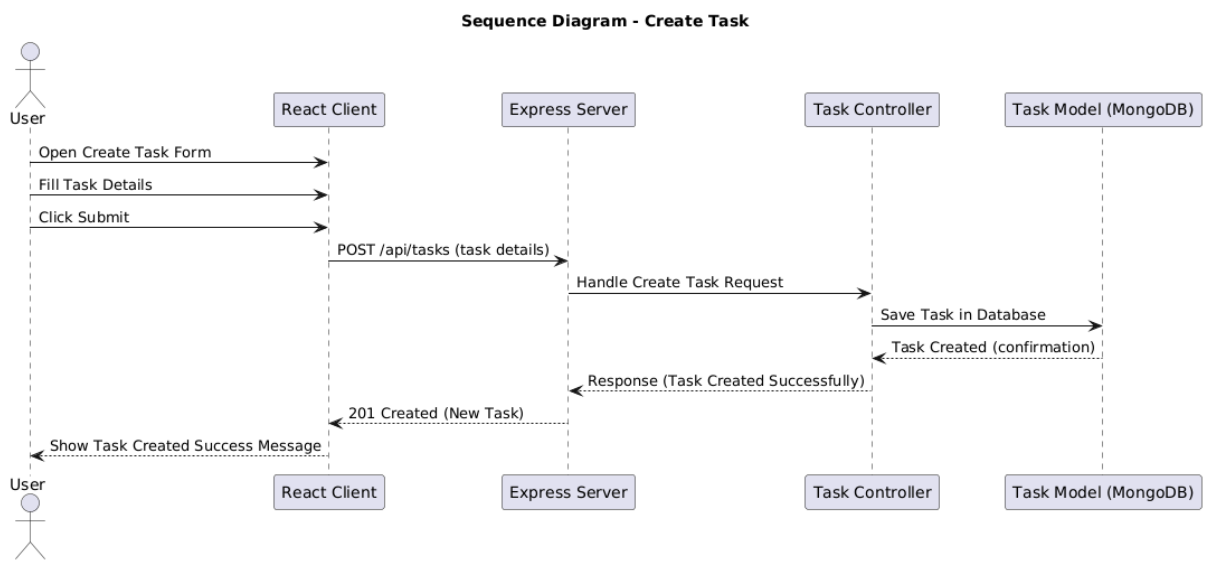 Sequence Diagram - Create Task
User
React Client
Express Server
Task Controller
Task Model (MongoDB)
Open Create Task Form
Fill Task Details
Click Submit
POST /api/tasks (task details)
Handle Create Task Request
Save Task in Database
Task Created (confirmation)
Response (Task Created Successfully)
201 Created (New Task)
Show Task Created Success Message
User
React Client
Express Server
Task Controller
Task Model (MongoDB)